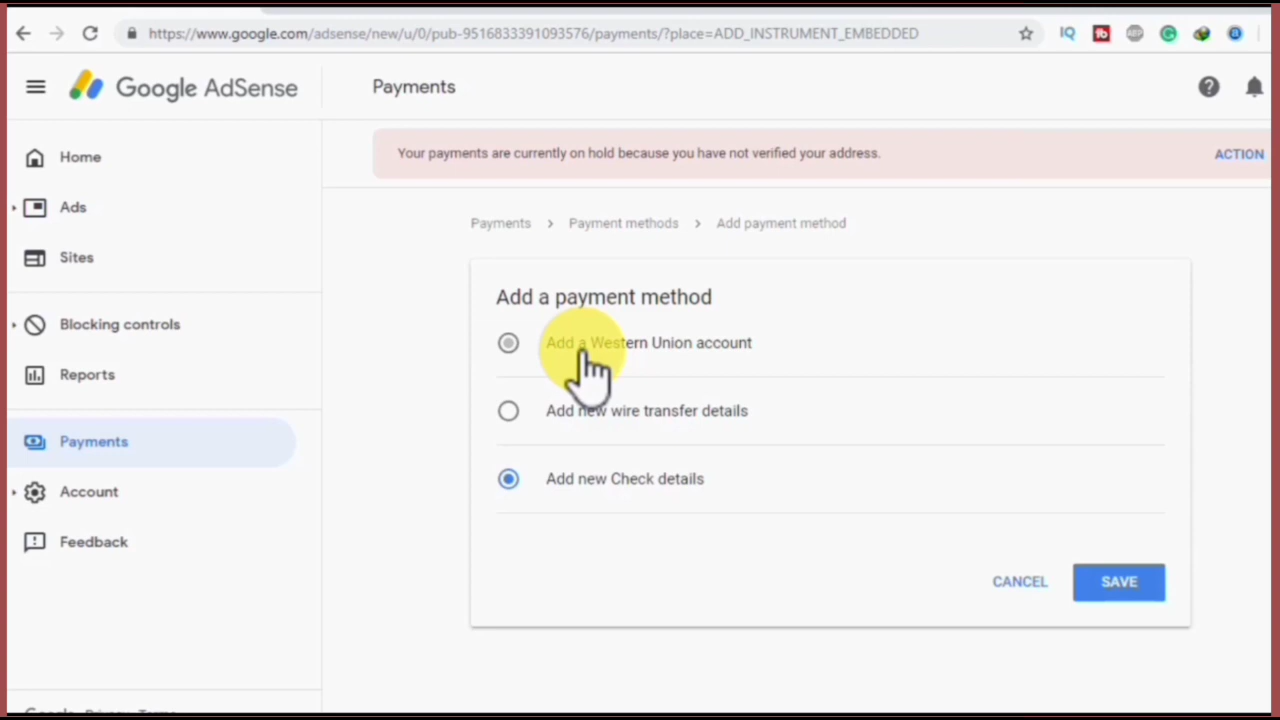 https://www.google.com/adsense/new/u/0/pub-9516833391093576/payments/?place=ADD_INSTRUMENT_EMBEDDED
Google AdSense
Payments
Your payments are currently on hold because you have not verified your address.
ACTION
Home
Ads
Sites
Blocking controls
Reports
Payments
Account
Feedback
Payments > Payment methods > Add payment method
Add a payment method
Add a Western Union account
Add new wire transfer details
Add new Check details
CANCEL
SAVE
Google Privacy Terms